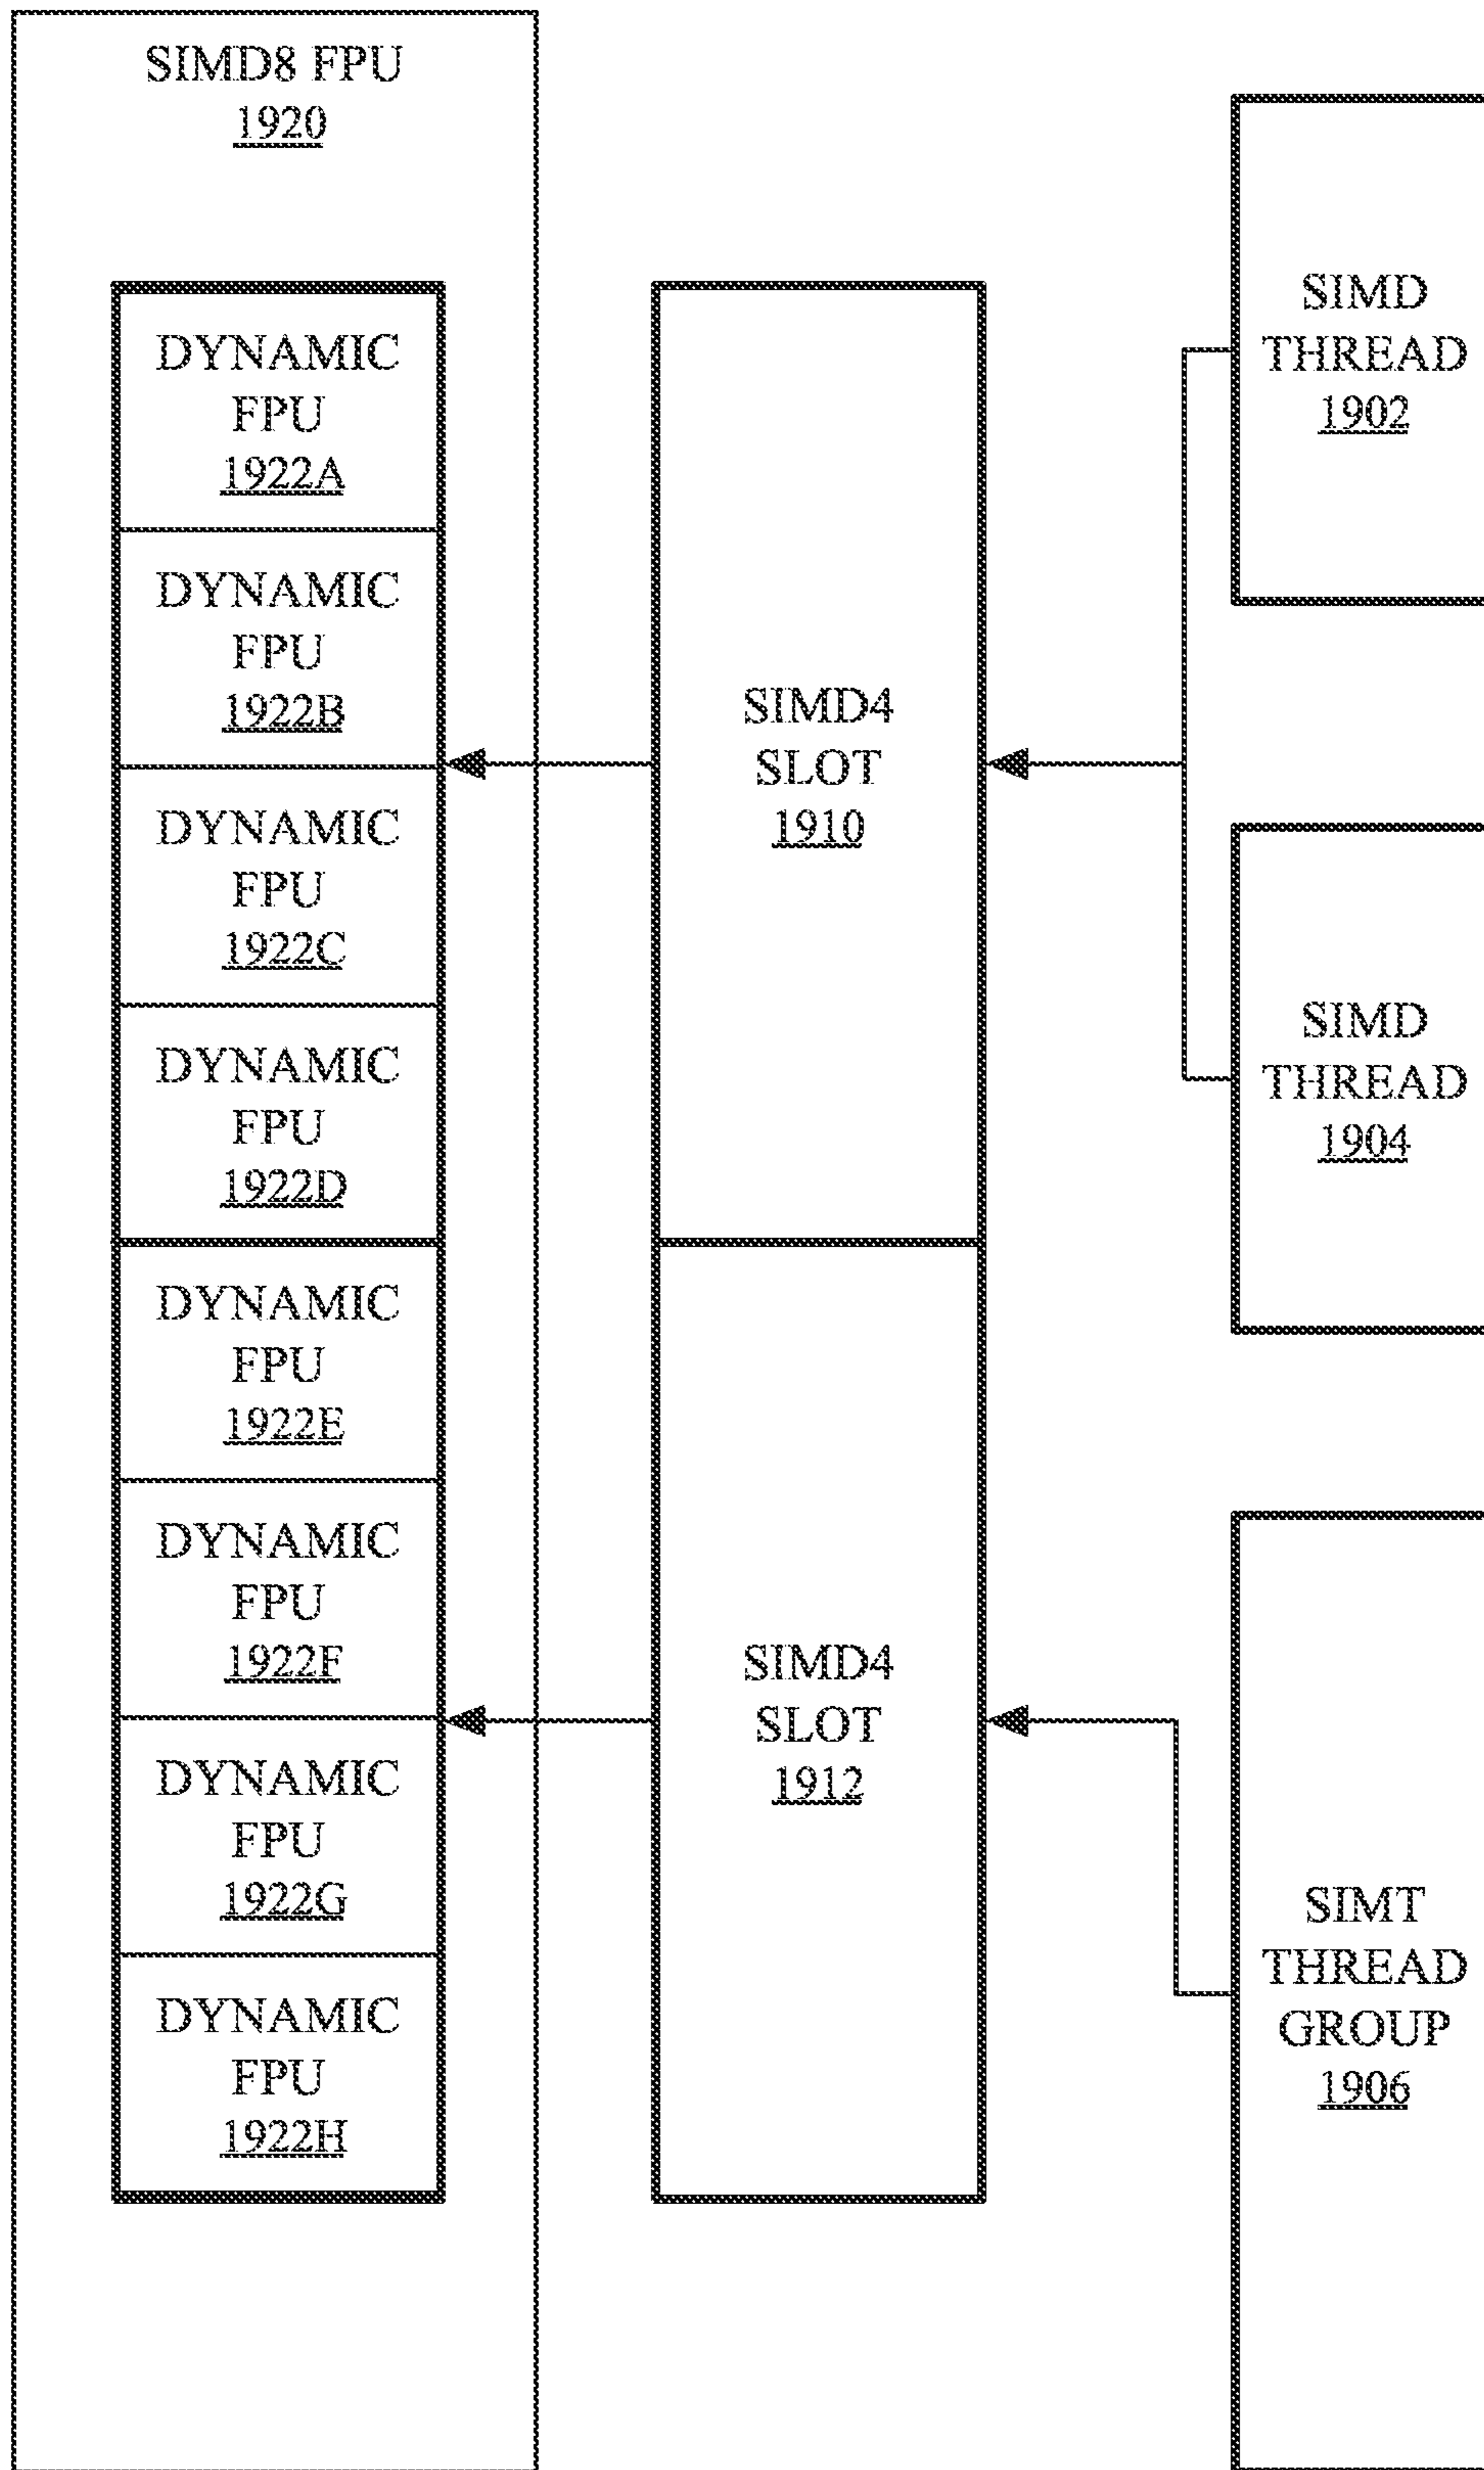 SIMD8 FPU
1920
DYNAMIC
FPU
1922A
DYNAMIC
FPU
1922B
DYNAMIC
FPU
1922C
DYNAMIC
FPU
1922D
DYNAMIC
FPU
1922E
DYNAMIC
FPU
1922F
DYNAMIC
FPU
1922G
DYNAMIC
FPU
1922H
SIMD4
SLOT
1910
SIMD4
SLOT
1912
SIMD
THREAD
1902
SIMD
THREAD
1904
SIMT
THREAD
GROUP
1906